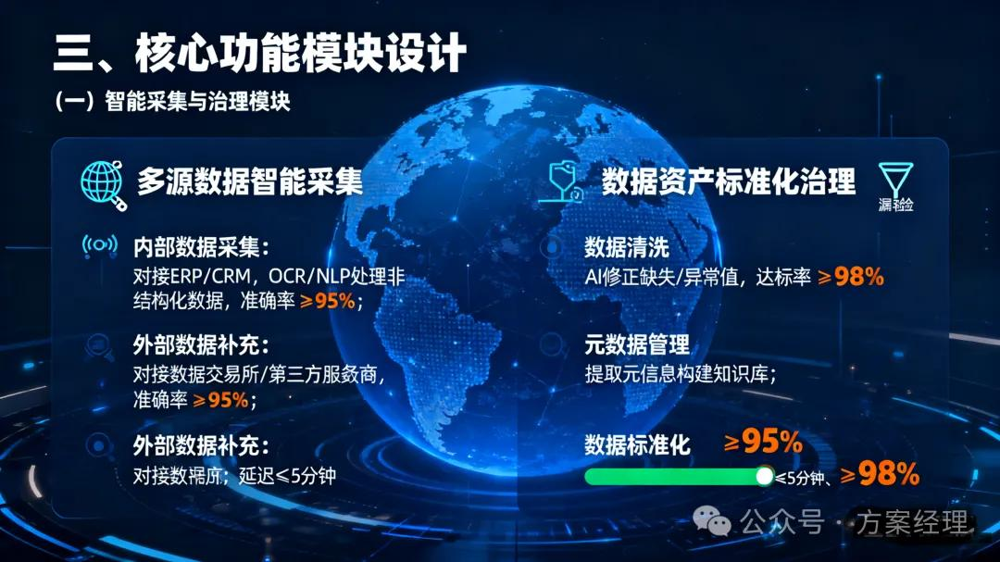 三、核心功能模块设计
（一）智能采集与治理模块
多源数据智能采集
内部数据采集：
对接ERP/CRM，OCR/NLP处理非
结构化数据，准确率 ≥95%；
外部数据补充：
对接数据交易所/第三方服务商，
准确率 ≥95%；
外部数据补充：
对接数；延迟≤5分钟
数据资产标准化治理
数据清洗
AI修正缺失/异常值，达标率 ≥98%
元数据管理
提取元信息构建知识库；
数据标准化 ≥95%
≤5分钟、≥98%
公众号·方案经理